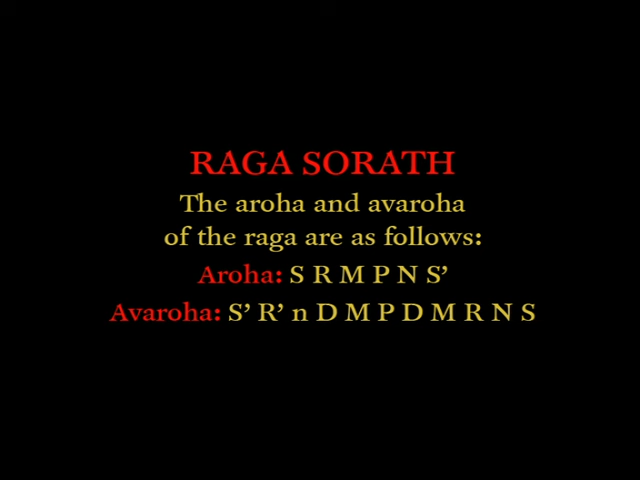 RAGA SORATH
The aroha and avaroha
of the raga are as follows:
Aroha: S R M P N S’
Avaroha: S’ R’ n D M P D M R N S